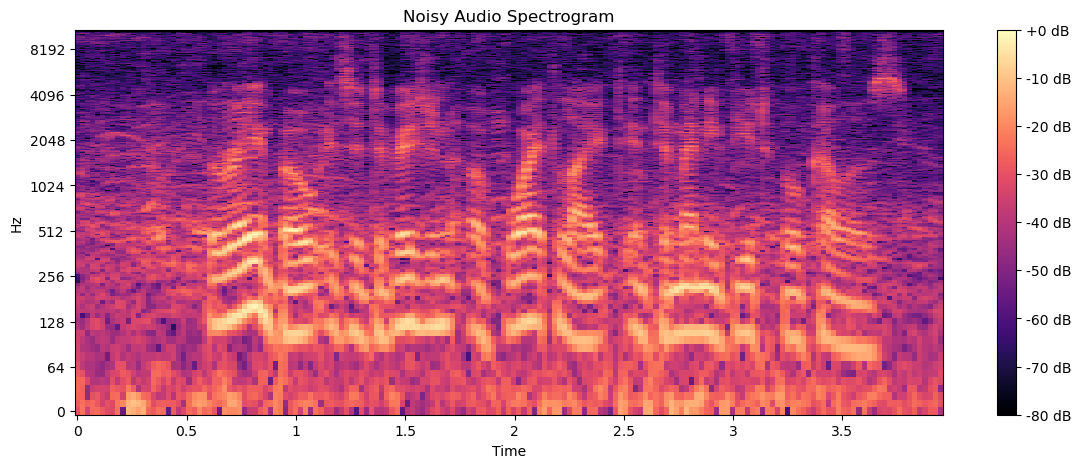 Noisy Audio Spectrogram
8192
4096
2048
1024
512
256
128
64
0
Hz
0 0.5 1 1.5 2 2.5 3 3.5
Time
+0 dB
-10 dB
-20 dB
-30 dB
-40 dB
-50 dB
-60 dB
-70 dB
-80 dB